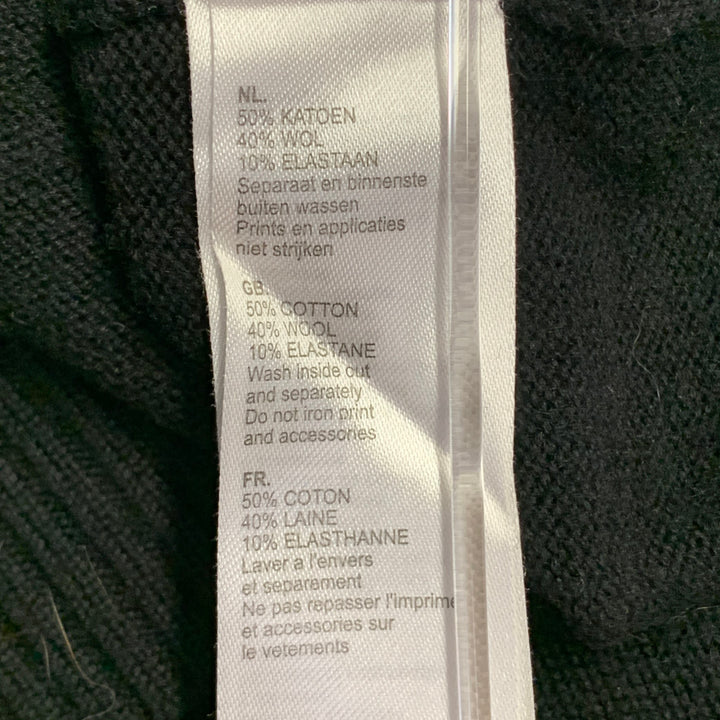 NL.
50% KATOEN
40% WOL
10% ELASTAAN
Separaat en binnenste
buiten wassen
Prints en applicaties
niet strijken
GB.
50% COTTON
40% WOOL
10% ELASTANE
Wash inside out
and separately
Do not iron print
and accessories
FR.
50% COTON
40% LAINE
10% ELASTHANNE
Laver a l'envers
et separement
Ne pas repasser l'imprime
et accessories sur
le vetements